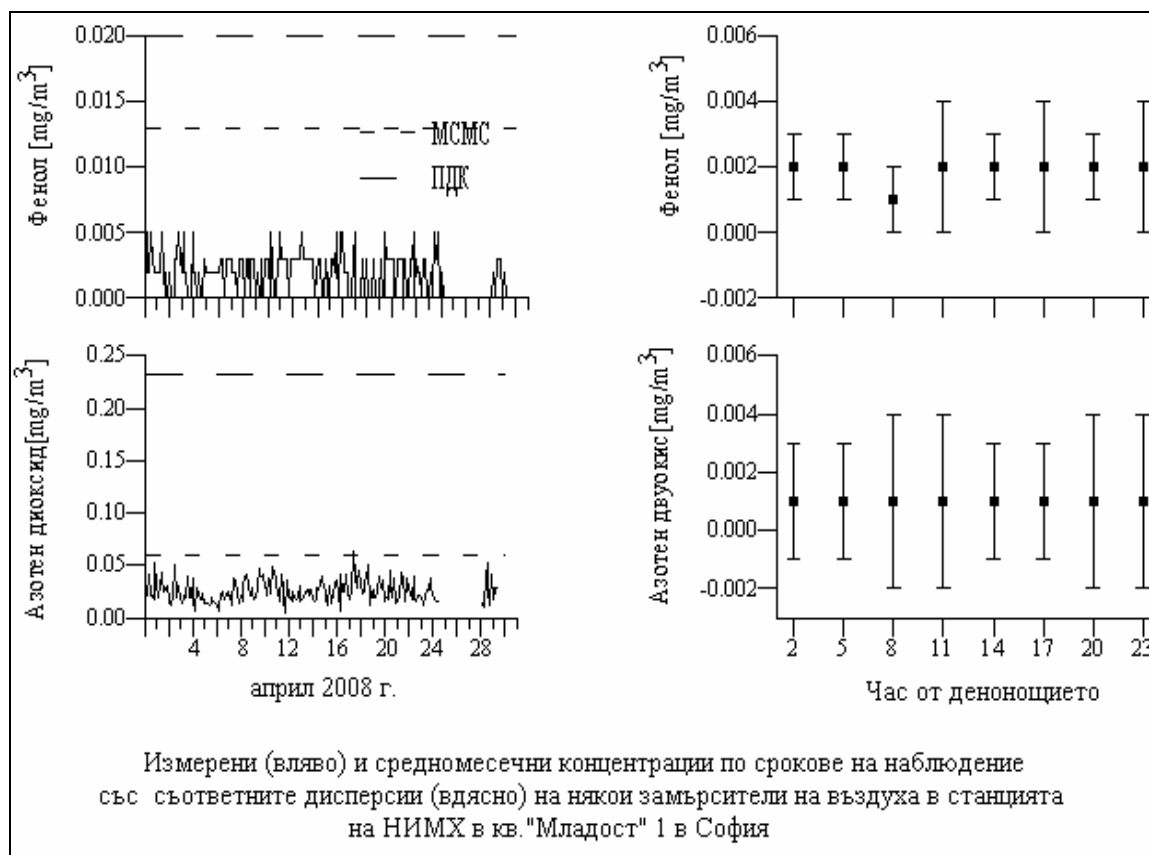 0.020
0.015
0.010
0.005
0.000
Фенол [mg/m³]
МСМС
ПДК
0.006
0.004
0.002
0.000
-0.002
Фенол [mg/m³]
0.25
0.20
0.15
0.10
0.05
0.00
Азотен диоксид[mg/m³]
4 8 12 16 20 24 28
април 2008 г.
0.006
0.004
0.002
0.000
-0.002
Азотен двуокис[mg/m³]
2 5 8 11 14 17 20 23
Час от денонощието
Измерени (вляво) и средномесечни концентрации по срокове на наблюдение
със съответните дисперсии (вдясно) на някои замърсители на въздуха в станцията
на НИМХ в кв."Младост" 1 в София